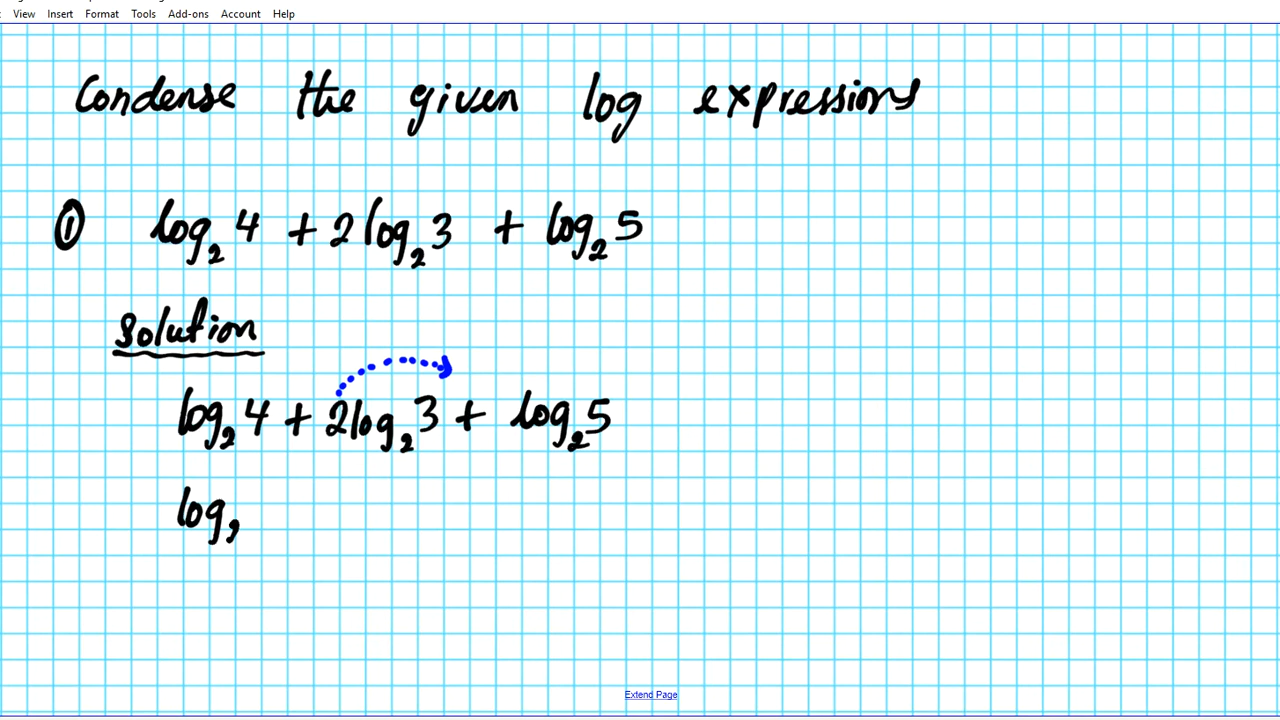 View Insert Format Tools Add-ons Account Help
Condense the given log expressions
① log₂4 + 2log₂3 + log₂5
Solution
log₂4 + 2log₂3 + log₂5
log
Extend Page